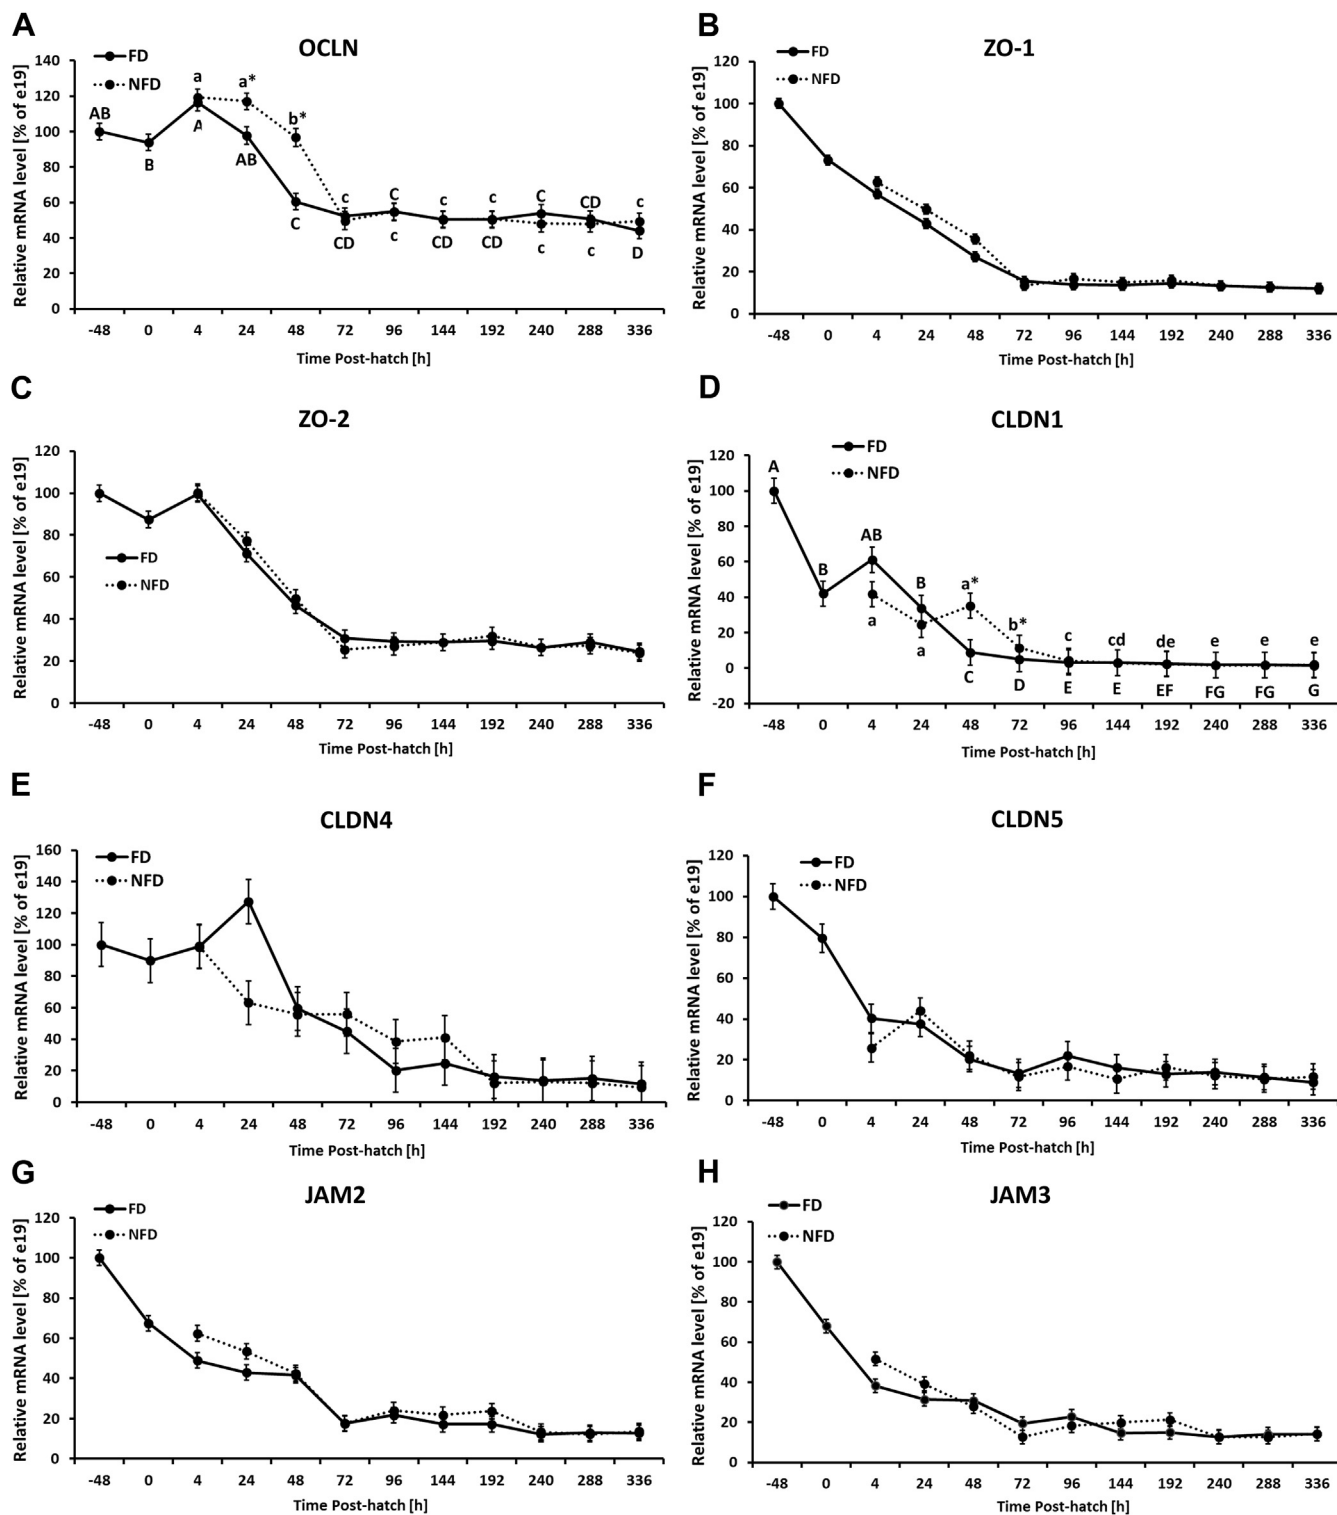 A
OCLN
FD
NFD
Relative mRNA level [% of e19]
140
120
100
80
60
40
20
0
AB a a* b* c C c c C CD c
B A AB C CD c CD CD c c D
-48 0 4 24 48 72 96 144 192 240 288 336
Time Post-hatch [h]
B
ZO-1
FD
NFD
Relative mRNA level [% of e19]
120
100
80
60
40
20
0
-48 0 4 24 48 72 96 144 192 240 288 336
Time Post-hatch [h]
C
ZO-2
FD
NFD
Relative mRNA level [% of e19]
120
100
80
60
40
20
0
-48 0 4 24 48 72 96 144 192 240 288 336
Time Post-hatch [h]
D
CLDN1
FD
NFD
Relative mRNA level [% of e19]
120
100
80
60
40
20
0
-20
A B AB B a* b* c cd de e e e
a a C D E E EF FG FG G
-48 0 4 24 48 72 96 144 192 240 288 336
Time Post-hatch [h]
E
CLDN4
FD
NFD
Relative mRNA level [% of e19]
160
140
120
100
80
60
40
20
0
-48 0 4 24 48 72 96 144 192 240 288 336
Time Post-hatch [h]
F
CLDN5
FD
NFD
Relative mRNA level [% of e19]
120
100
80
60
40
20
0
-48 0 4 24 48 72 96 144 192 240 288 336
Time Post-hatch [h]
G
JAM2
FD
NFD
Relative mRNA level [% of e19]
120
100
80
60
40
20
0
-48 0 4 24 48 72 96 144 192 240 288 336
Time Post-hatch [h]
H
JAM3
FD
NFD
Relative mRNA level [% of e19]
120
100
80
60
40
20
0
-48 0 4 24 48 72 96 144 192 240 288 336
Time Post-hatch [h]